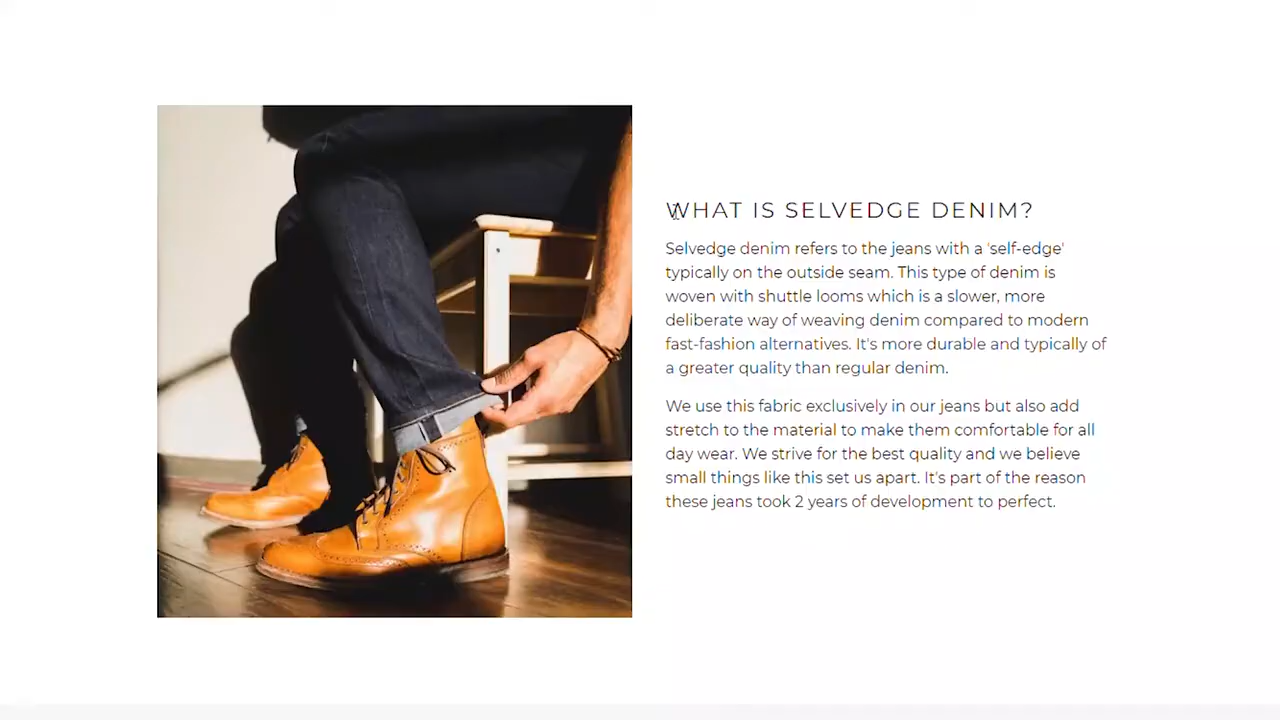 WHAT IS SELVEDGE DENIM?
Selvedge denim refers to the jeans with a 'self-edge'
typically on the outside seam. This type of denim is
woven with shuttle looms which is a slower, more
deliberate way of weaving denim compared to modern
fast-fashion alternatives. It's more durable and typically of
a greater quality than regular denim.
We use this fabric exclusively in our jeans but also add
stretch to the material to make them comfortable for all
day wear. We strive for the best quality and we believe
small things like this set us apart. It's part of the reason
these jeans took 2 years of development to perfect.